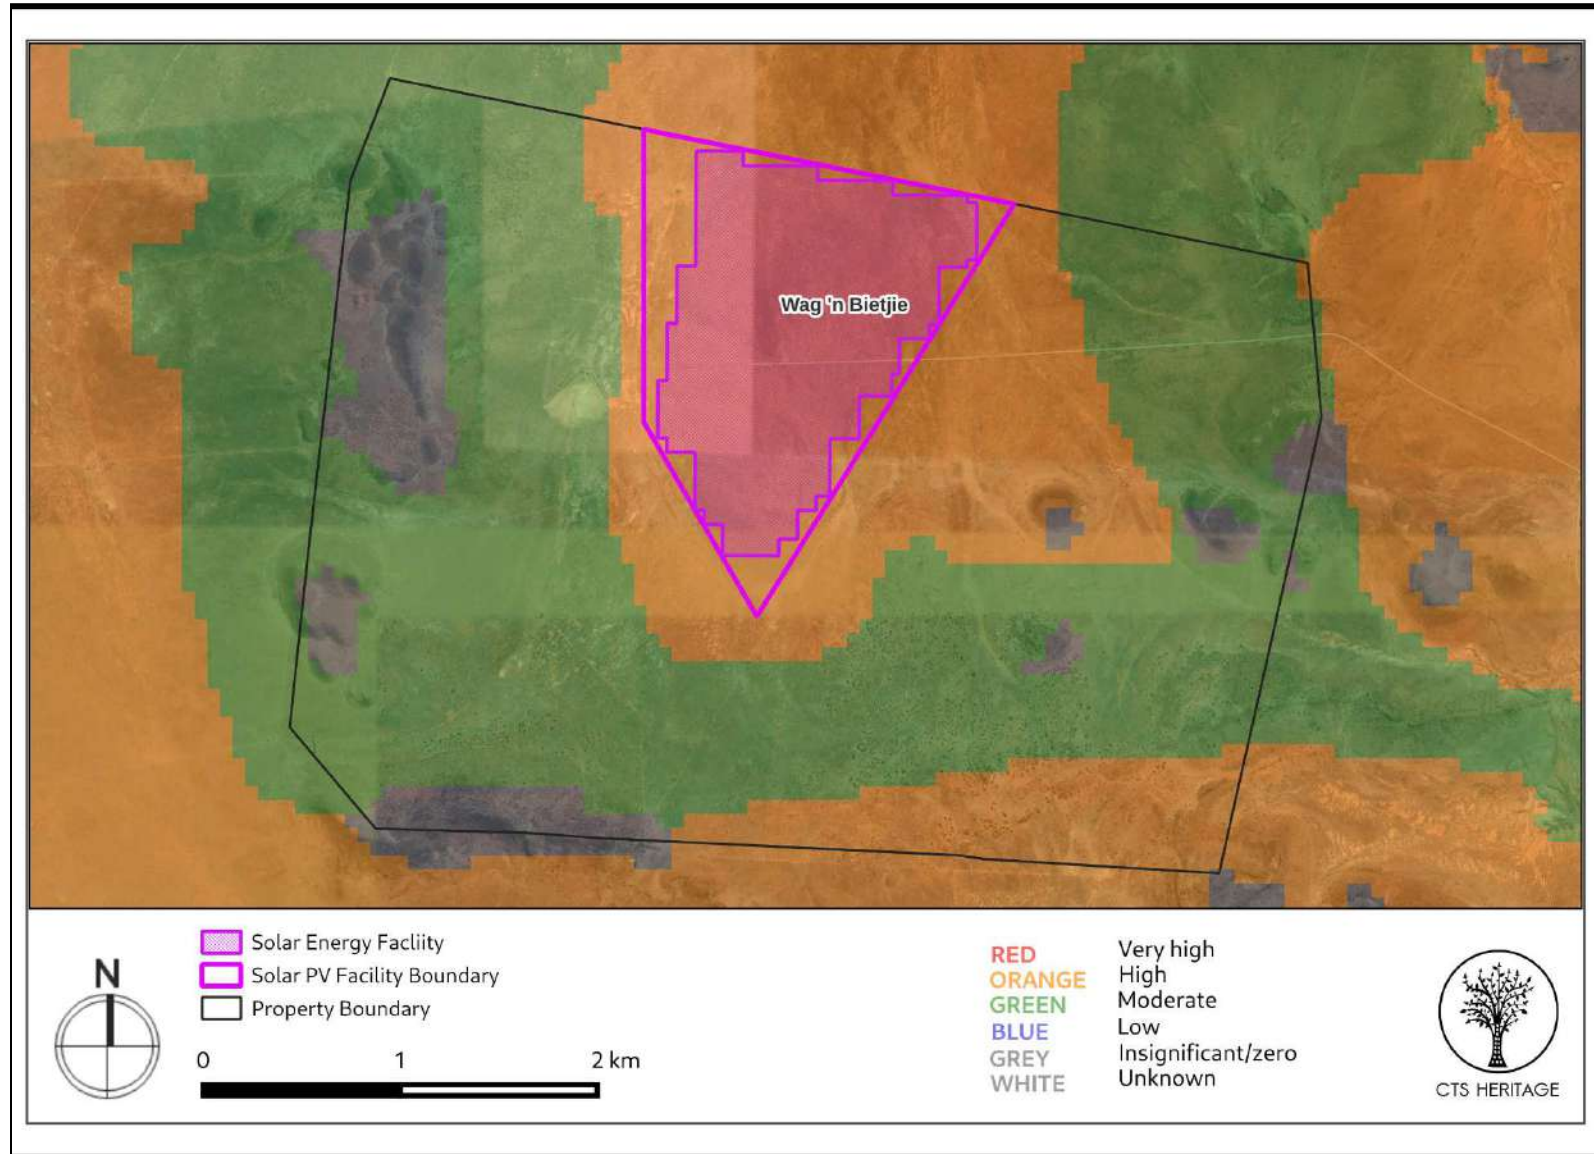 Wag 'n Bietjie
N
0 1 2 km
Solar Energy Facliity
Solar PV Facility Boundary
Property Boundary
RED Very high
ORANGE High
GREEN Moderate
BLUE Low
GREY Insignificant/zero
WHITE Unknown
CTS HERITAGE